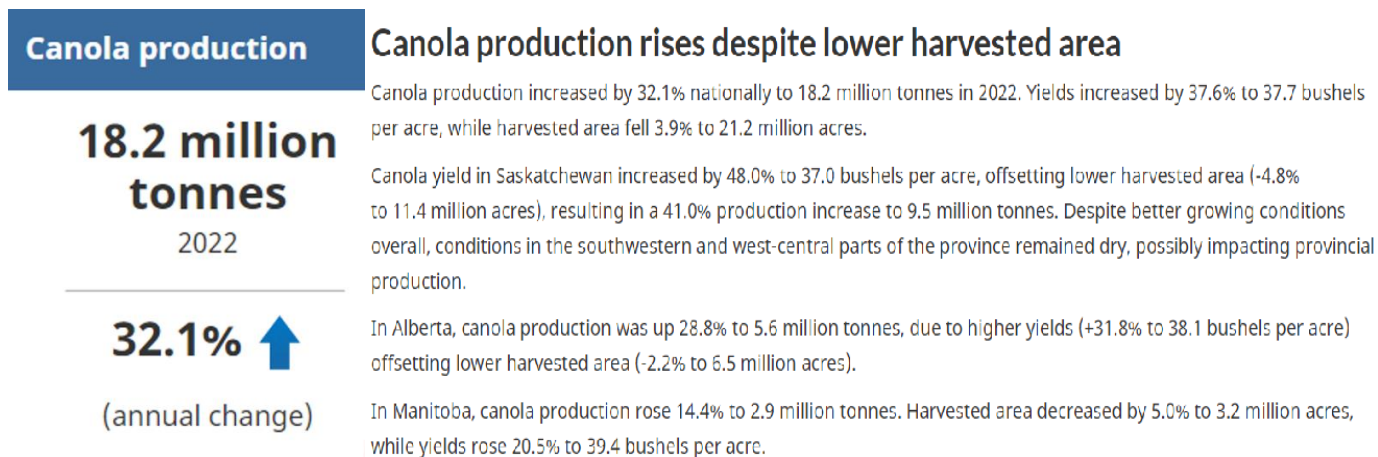 Canola production
18.2 million
tonnes
2022
32.1%
(annual change)
Canola production rises despite lower harvested area
Canola production increased by 32.1% nationally to 18.2 million tonnes in 2022. Yields increased by 37.6% to 37.7 bushels
per acre, while harvested area fell 3.9% to 21.2 million acres.
Canola yield in Saskatchewan increased by 48.0% to 37.0 bushels per acre, offsetting lower harvested area (-4.8%
to 11.4 million acres), resulting in a 41.0% production increase to 9.5 million tonnes. Despite better growing conditions
overall, conditions in the southwestern and west-central parts of the province remained dry, possibly impacting provincial
production.
In Alberta, canola production was up 28.8% to 5.6 million tonnes, due to higher yields (+31.8% to 38.1 bushels per acre)
offsetting lower harvested area (-2.2% to 6.5 million acres).
In Manitoba, canola production rose 14.4% to 2.9 million tonnes. Harvested area decreased by 5.0% to 3.2 million acres,
while yields rose 20.5% to 39.4 bushels per acre.